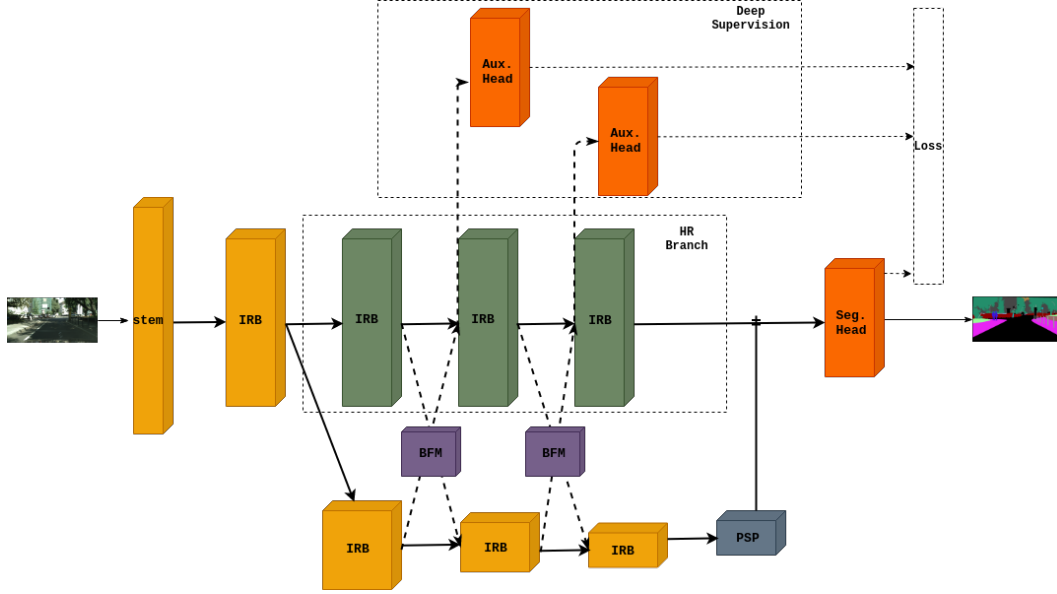 Deep
Supervision
Aux.
Head
Aux.
Head
Loss
HR
Branch
stem
IRB
IRB
IRB
IRB
Seg.
Head
BFM
BFM
IRB
IRB
IRB
PSP